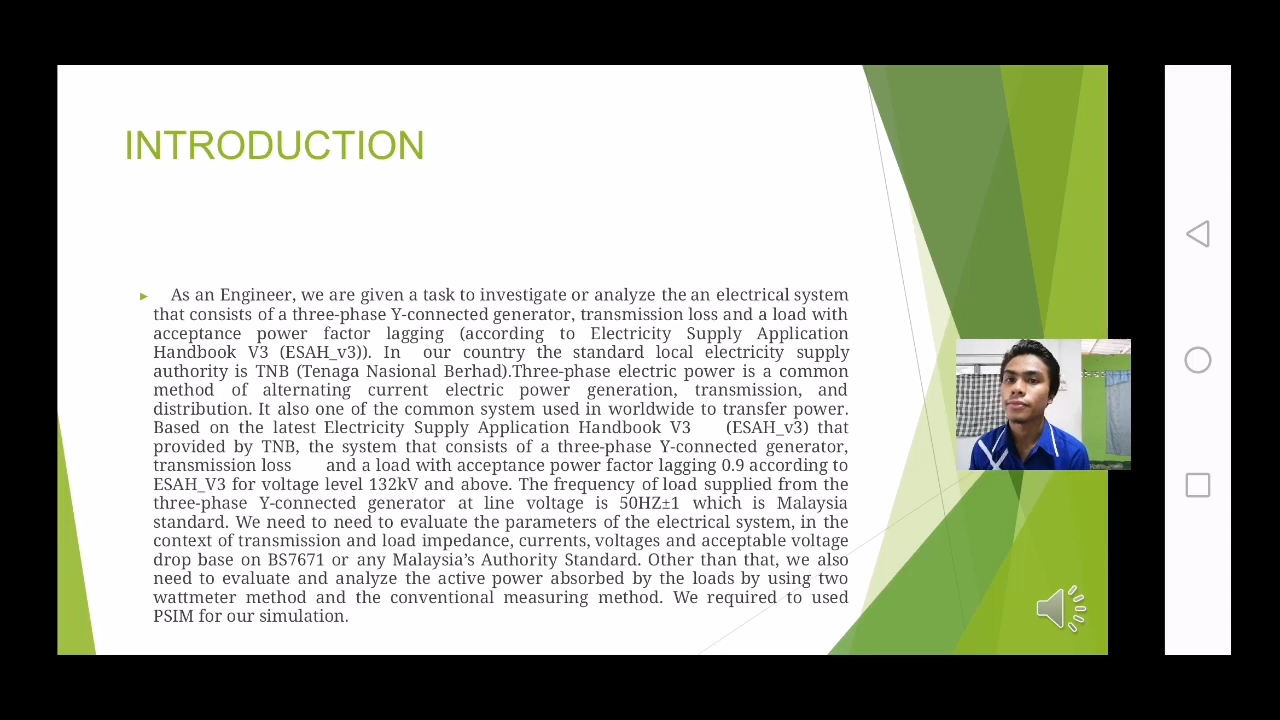 INTRODUCTION
As an Engineer, we are given a task to investigate or analyze the an electrical system
that consists of a three-phase Y-connected generator, transmission loss and a load with
acceptance power factor lagging (according to Electricity Supply Application
Handbook V3 (ESAH_v3)). In our country the standard local electricity supply
authority is TNB (Tenaga Nasional Berhad).Three-phase electric power is a common
method of alternating current electric power generation, transmission, and
distribution. It also one of the common system used in worldwide to transfer power.
Based on the latest Electricity Supply Application Handbook V3 (ESAH_v3) that
provided by TNB, the system that consists of a three-phase Y-connected generator,
transmission loss and a load with acceptance power factor lagging 0.9 according to
ESAH_V3 for voltage level 132kV and above. The frequency of load supplied from the
three-phase Y-connected generator at line voltage is 50HZ±1 which is Malaysia
standard. We need to need to evaluate the parameters of the electrical system, in the
context of transmission and load impedance, currents, voltages and acceptable voltage
drop base on BS7671 or any Malaysia's Authority Standard. Other than that, we also
need to evaluate and analyze the active power absorbed by the loads by using two
wattmeter method and the conventional measuring method. We required to used
PSIM for our simulation.